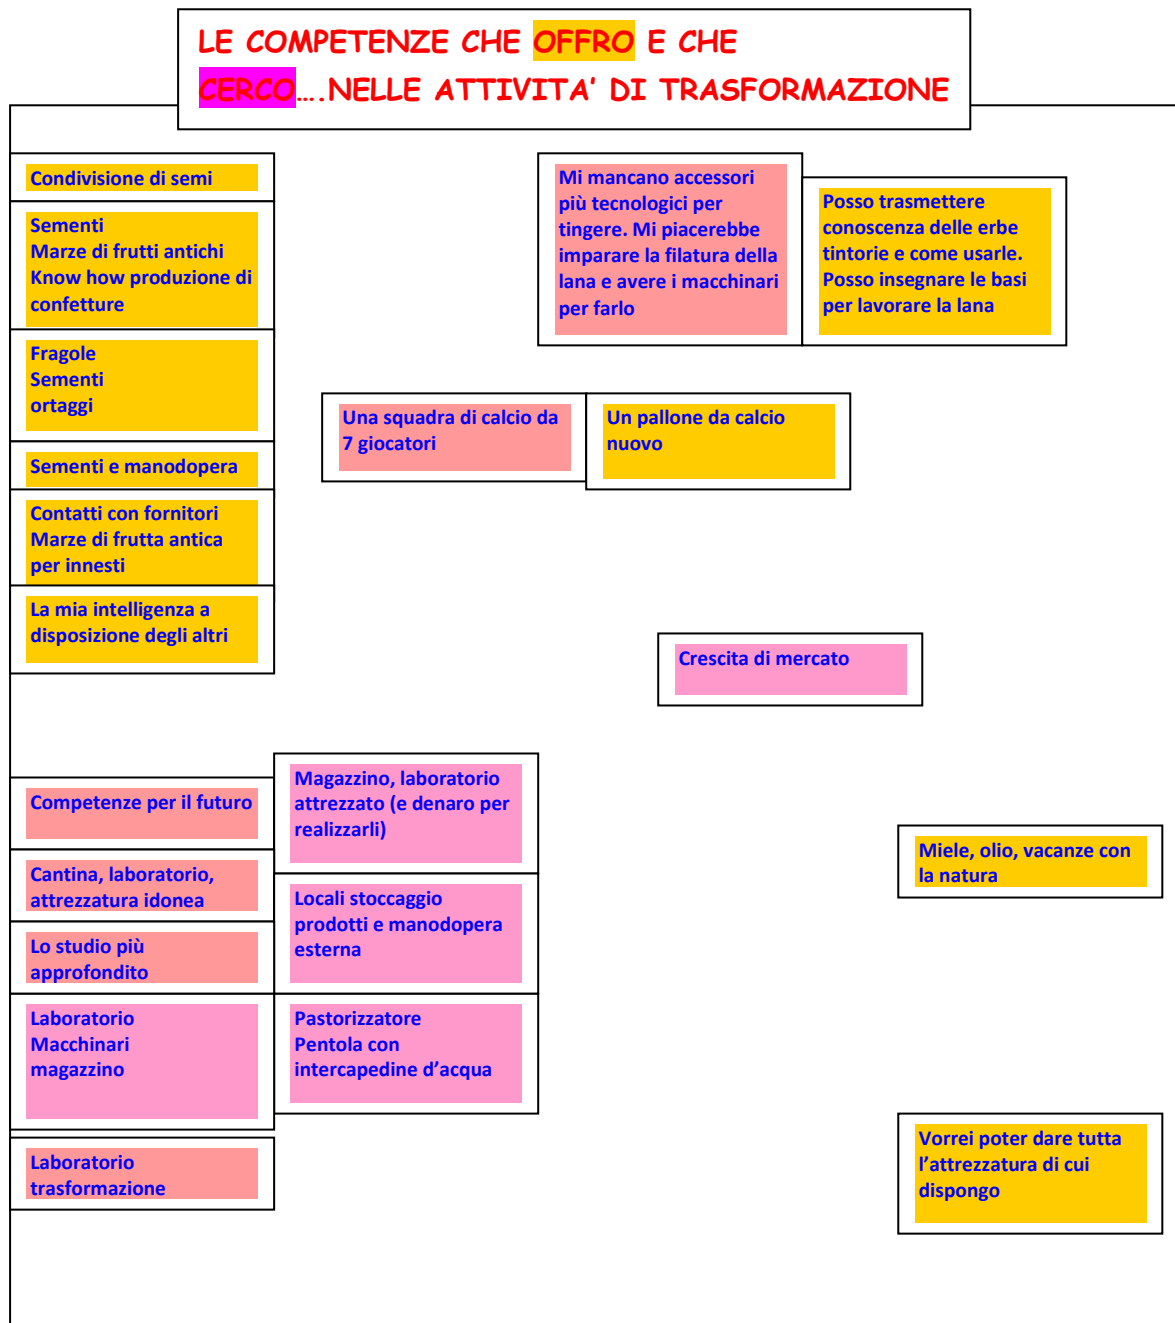 LE COMPETENZE CHE OFFRO E CHE
CERCO….NELLE ATTIVITA' DI TRASFORMAZIONE
Condivisione di semi
Sementi
Marze di frutti antichi
Know how produzione di
confetture
Fragole
Sementi
ortaggi
Sementi e manodopera
Contatti con fornitori
Marze di frutta antica
per innesti
La mia intelligenza a
disposizione degli altri
Mi mancano accessori
più tecnologici per
tingere. Mi piacerebbe
imparare la filatura della
lana e avere i macchinari
per farlo
Posso trasmettere
conoscenza delle erbe
tintorie e come usarle.
Posso insegnare le basi
per lavorare la lana
Una squadra di calcio da
7 giocatori
Un pallone da calcio
nuovo
Crescita di mercato
Competenze per il futuro
Cantina, laboratorio,
attrezzatura idonea
Lo studio più
approfondito
Laboratorio
Macchinari
magazzino
Laboratorio
trasformazione
Magazzino, laboratorio
attrezzato (e denaro per
realizzarli)
Locali stoccaggio
prodotti e manodopera
esterna
Pastorizzatore
Pentola con
intercapedine d’acqua
Miele, olio, vacanze con
la natura
Vorrei poter dare tutta
l’attrezzatura di cui
dispongo